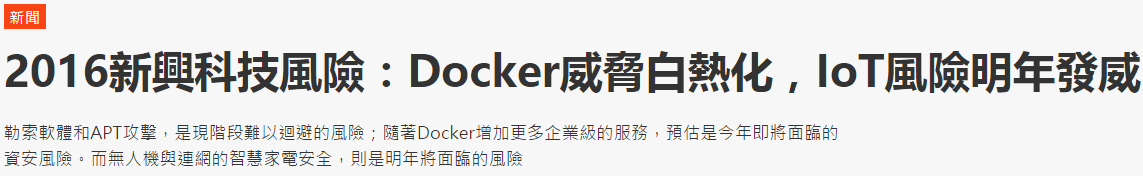 新聞
2016新興科技風險：Docker威脅白熱化，IoT風險明年發威
勒索軟體和APT攻擊，是現階段難以迴避的風險；隨著Docker增加更多企業級的服務，預估是今年即將面臨的
資安風險。而無人機與連網的智慧家電安全，則是明年將面臨的風險